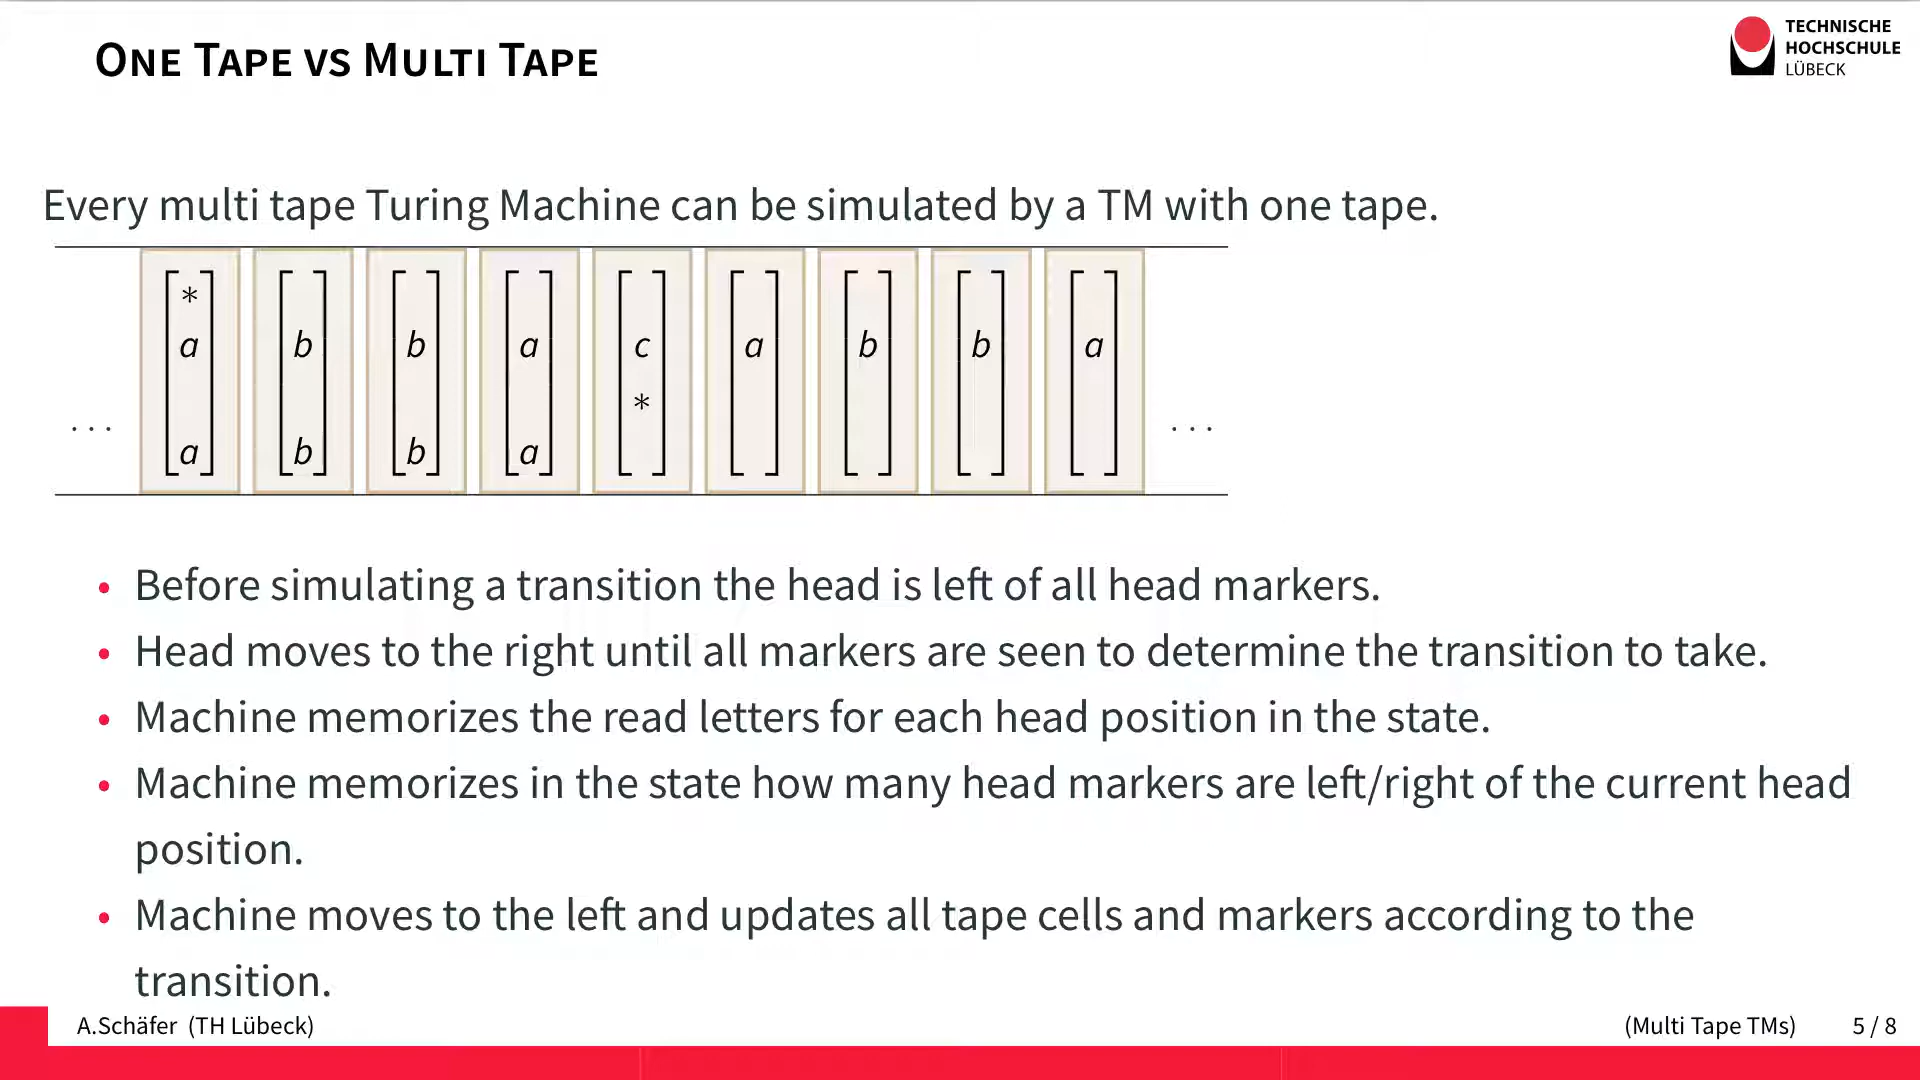 ONE TAPE VS MULTI TAPE
TECHNISCHE
HOCHSCHULE
LÜBECK
Every multi tape Turing Machine can be simulated by a TM with one tape.
*
a b b a c a b b a
*
... a b b a ...
• Before simulating a transition the head is left of all head markers.
• Head moves to the right until all markers are seen to determine the transition to take.
• Machine memorizes the read letters for each head position in the state.
• Machine memorizes in the state how many head markers are left/right of the current head
position.
• Machine moves to the left and updates all tape cells and markers according to the
transition.
A.Schäfer (TH Lübeck) (Multi Tape TMs) 5 / 8